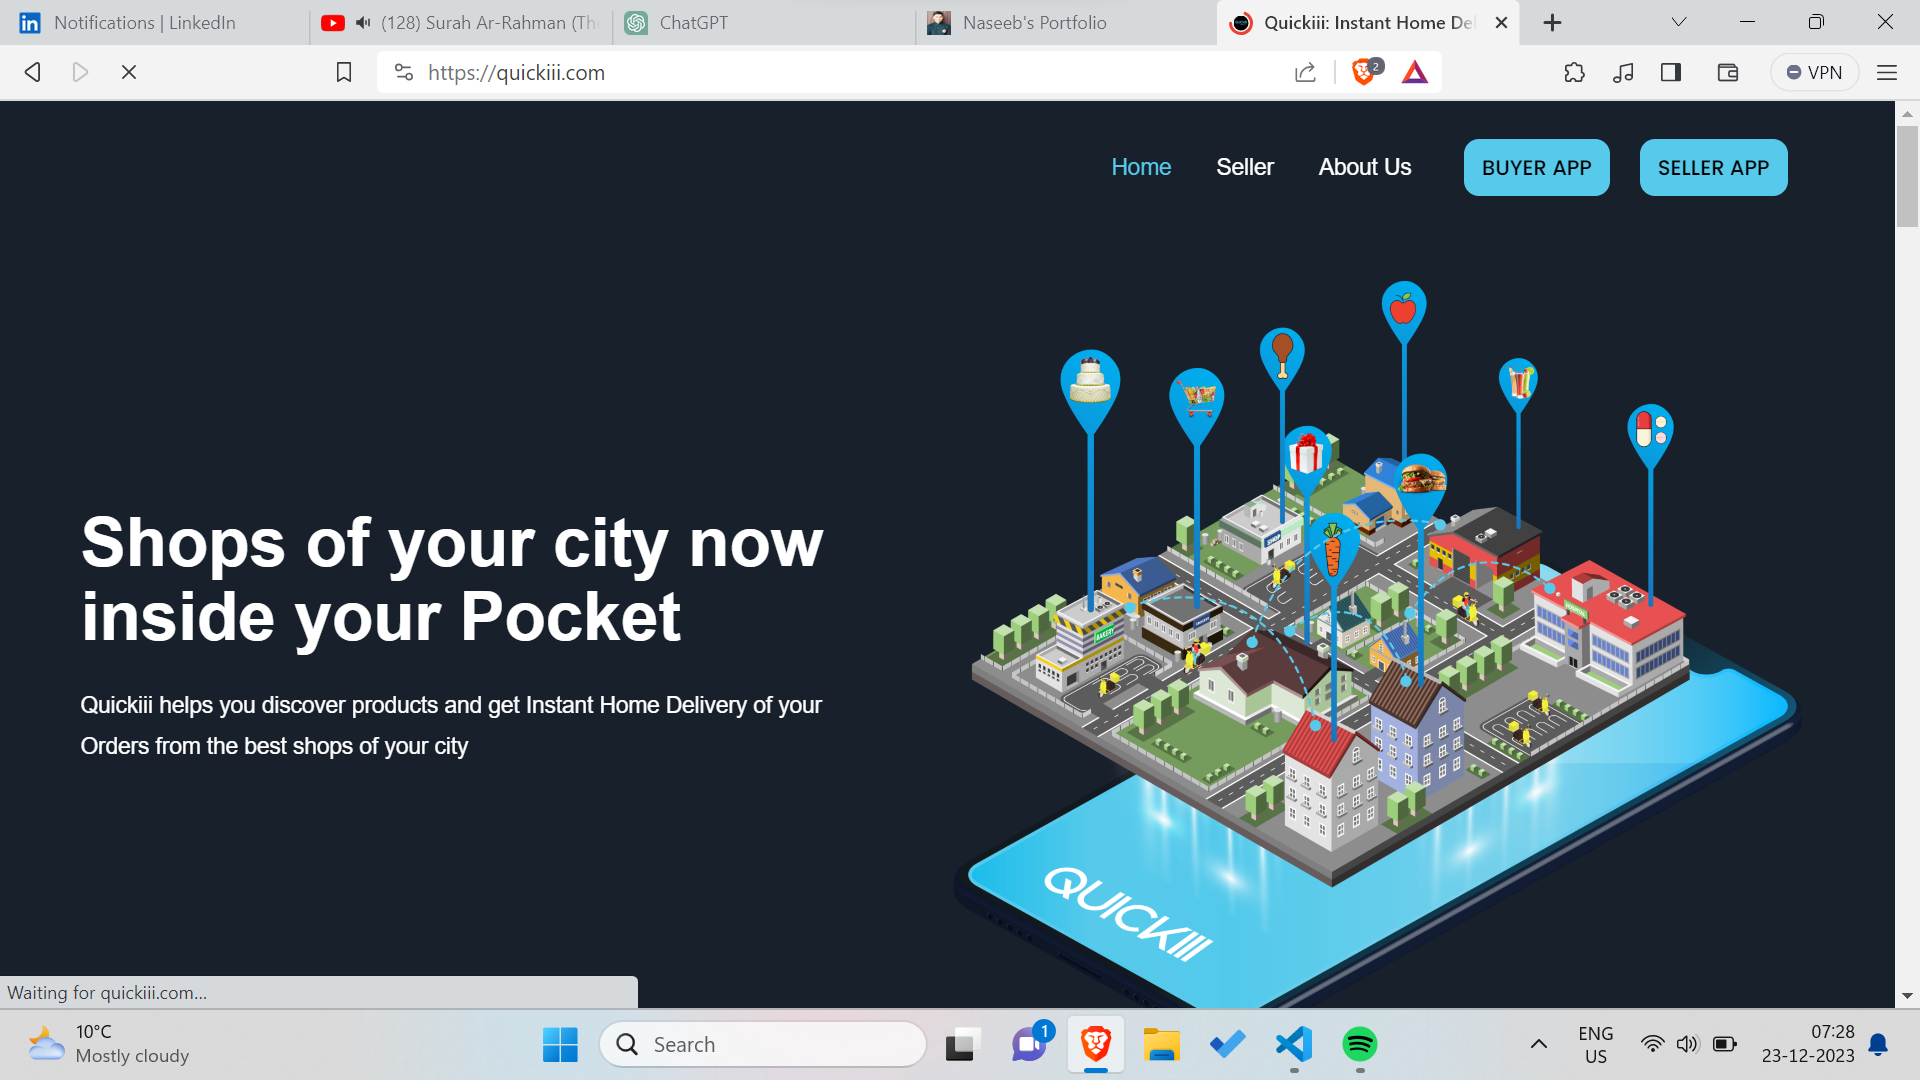 Notifications | LinkedIn
(128) Surah Ar-Rahman (Th
ChatGPT
Naseeb's Portfolio
Quickiii: Instant Home De
https://quickiii.com
2
VPN
Home
Seller
About Us
BUYER APP
SELLER APP
Shops of your city now
inside your Pocket
Quickiii helps you discover products and get Instant Home Delivery of your
Orders from the best shops of your city
SHOP
BAKERY
HOSPITAL
QUICKIII
Waiting for quickiii.com...
10°C
Mostly cloudy
Search
1
ENG
US
07:28
23-12-2023